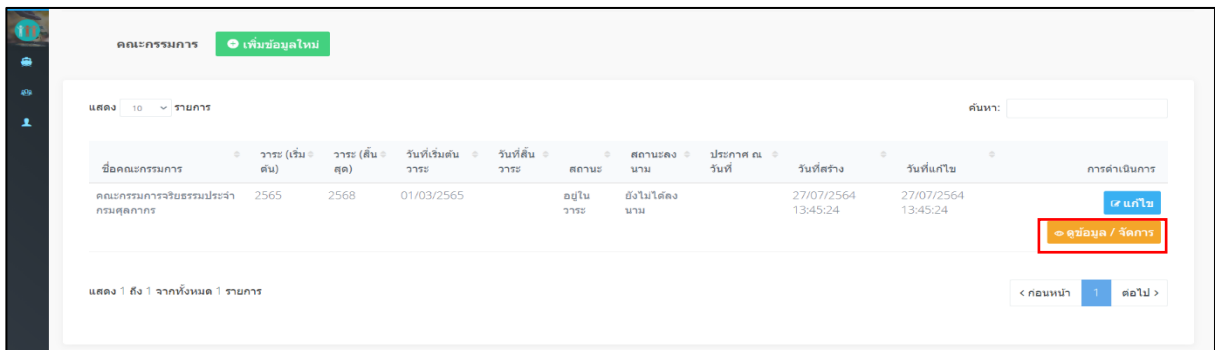 คณะกรรมการ เพิ่มข้อมูลใหม่
แสดง 10 รายการ ค้นหา:
ชื่อคณะกรรมการ วาระ (เริ่มต้น) วาระ (สิ้นสุด) วันที่เริ่มต้นวาระ วันที่สิ้นวาระ สถานะ สถานะลงนาม ประกาศ ณ วันที่ วันที่สร้าง วันที่แก้ไข การดำเนินการ
คณะกรรมการจริยธรรมประจำ 2565 2568 01/03/2565 อยู่ใน ยังไม่ได้ลง 27/07/2564 27/07/2564 แก้ไข
กรมศุลกากร วาระ นาม 13:45:24 13:45:24
ดูข้อมูล / จัดการ
แสดง 1 ถึง 1 จากทั้งหมด 1 รายการ < ก่อนหน้า 1 ต่อไป >